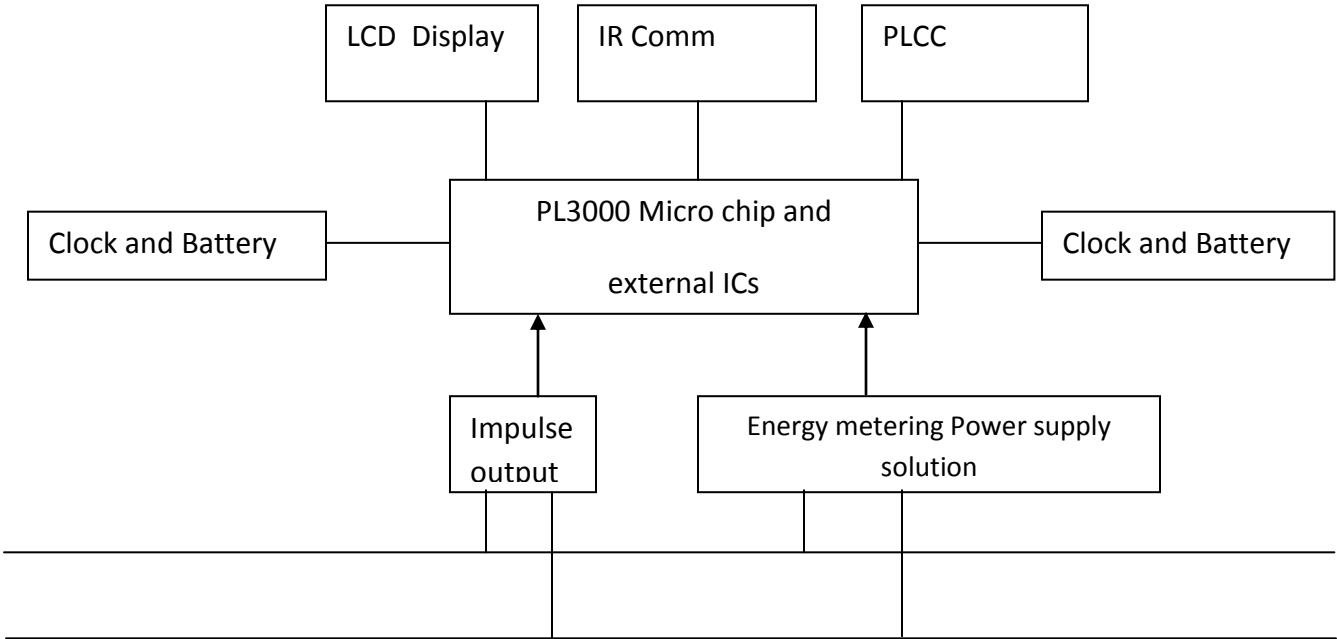 LCD Display
IR Comm
PLCC
PL3000 Micro chip and
external ICs
Clock and Battery
Clock and Battery
Impulse
output
Energy metering Power supply
solution